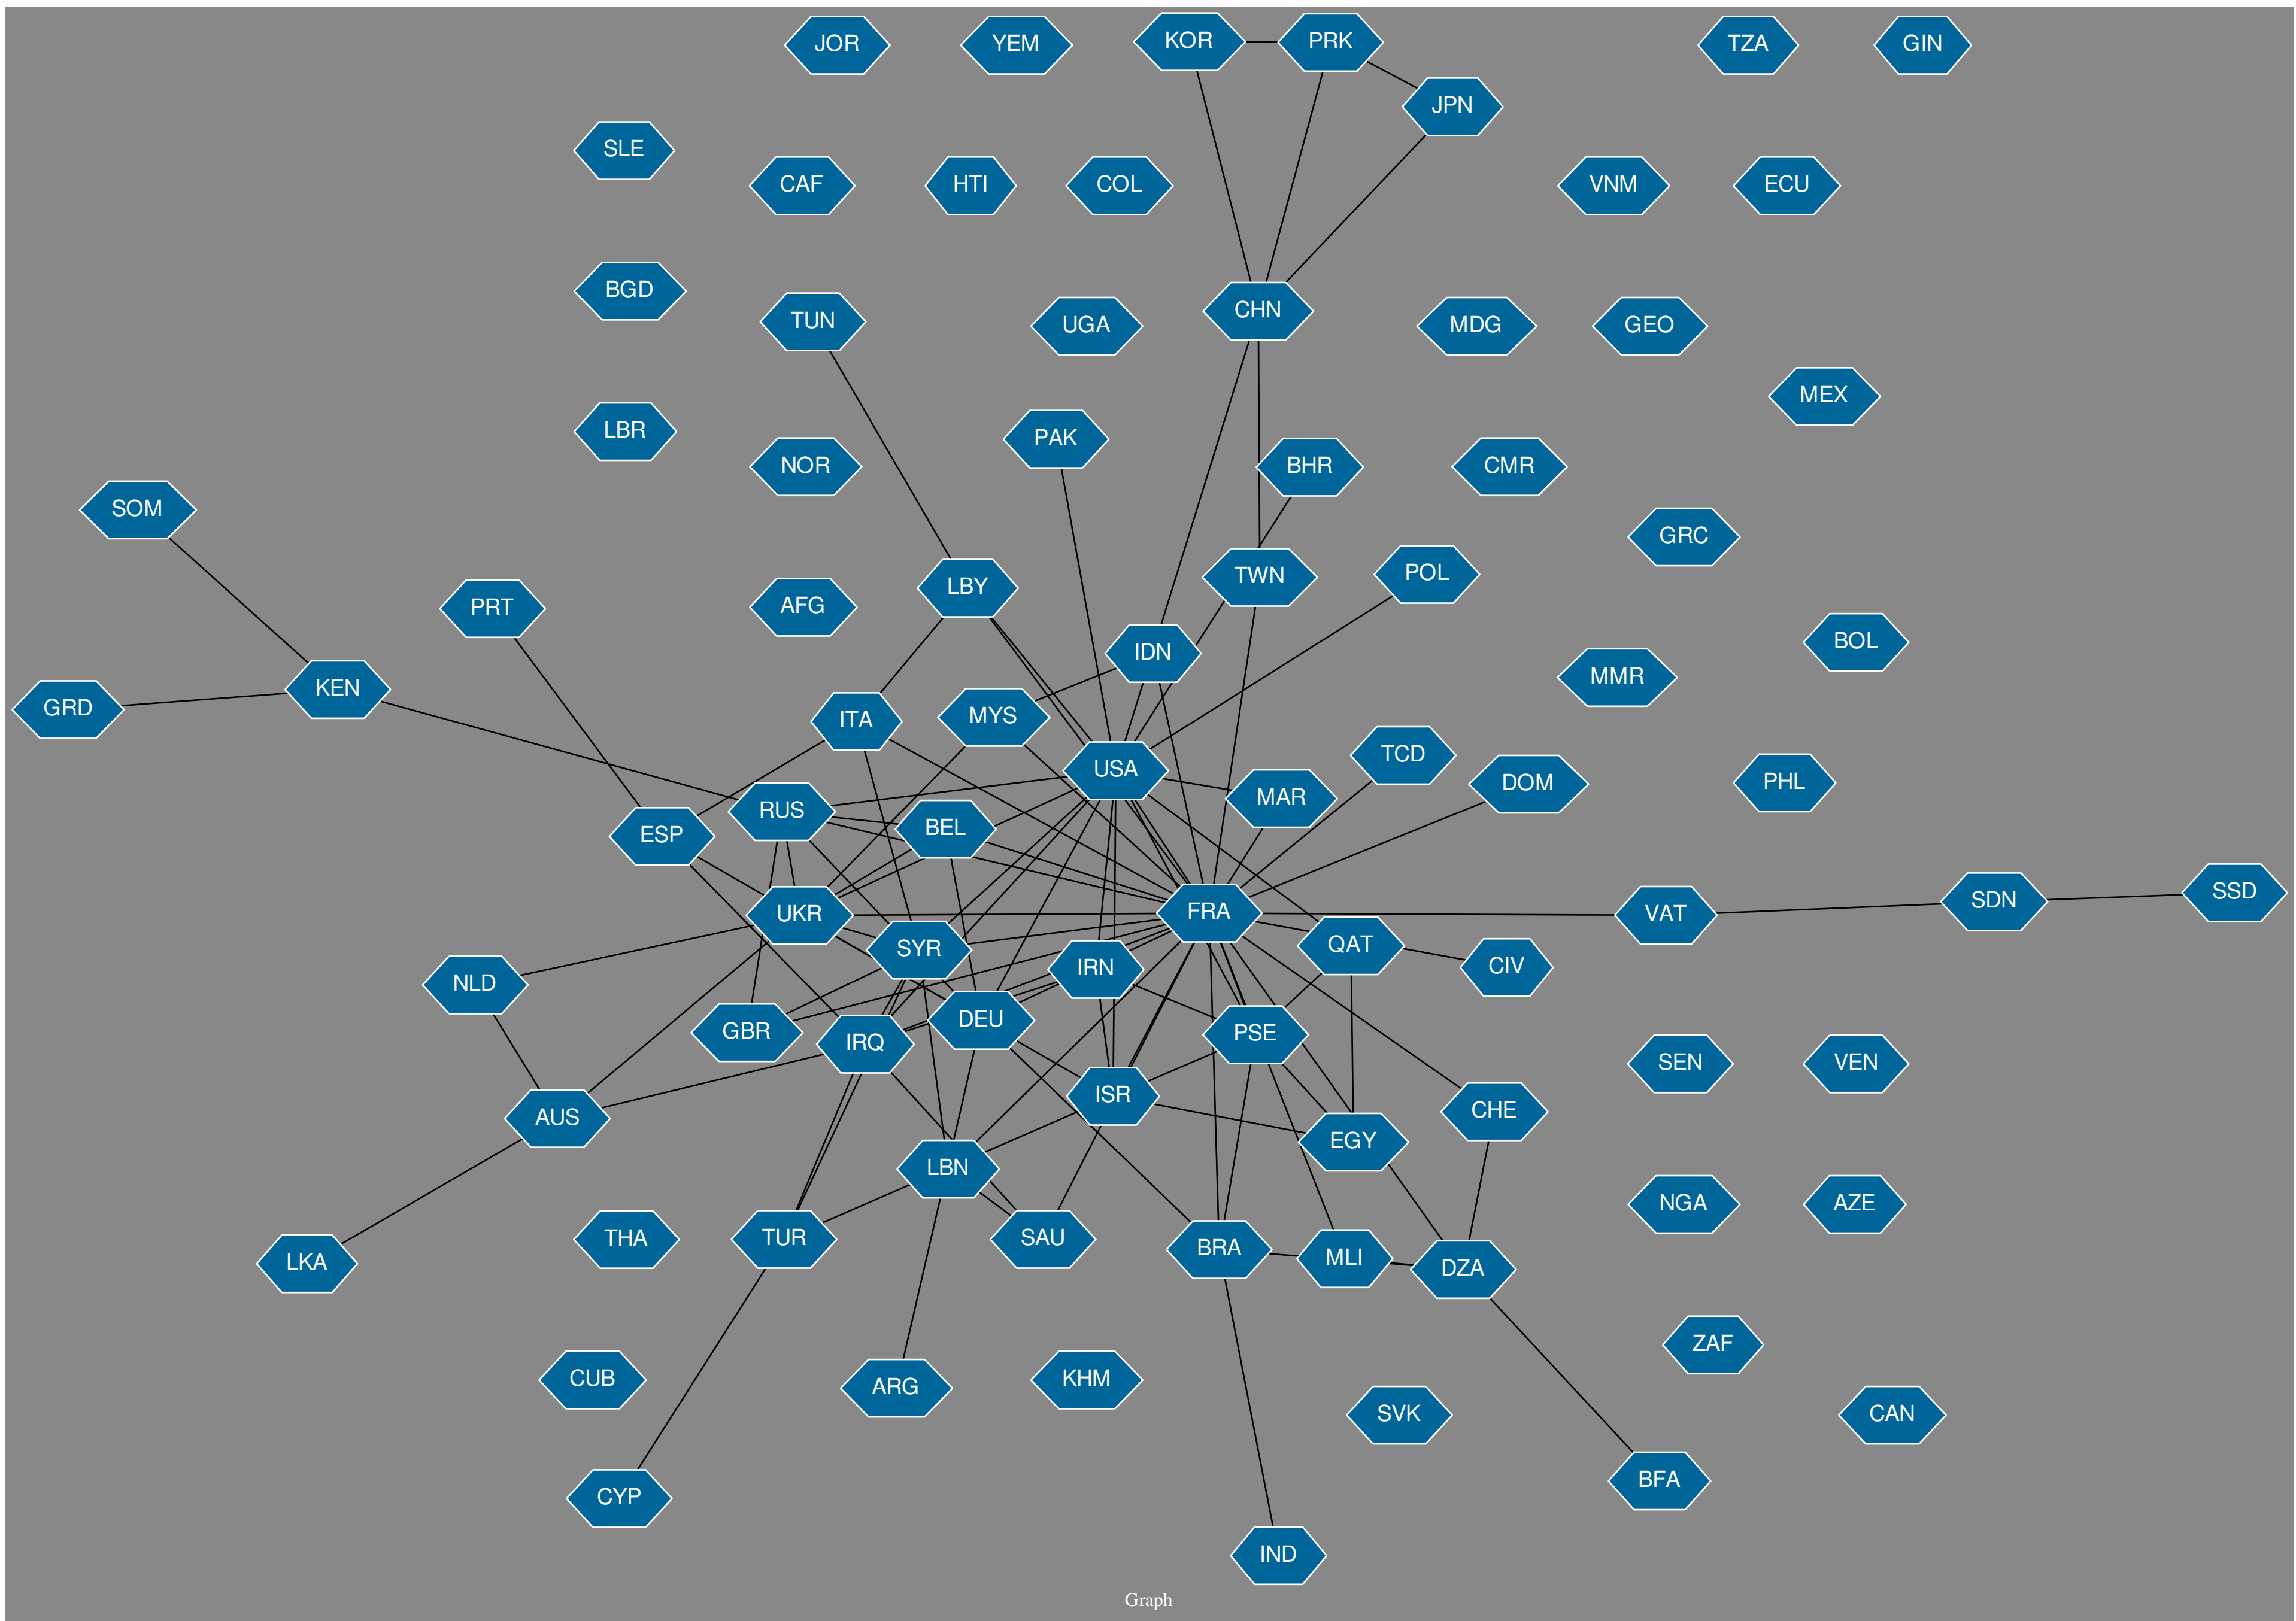 JOR
YEM
KOR
PRK
TZA
GIN
JPN
SLE
CAF
HTI
COL
VNM
ECU
BGD
TUN
UGA
CHN
MDG
GEO
MEX
LBR
NOR
PAK
BHR
CMR
SOM
GRC
PRT
AFG
LBY
TWN
POL
IDN
BOL
GRD
KEN
ITA
MYS
MMR
USA
TCD
DOM
PHL
MAR
RUS
ESP
BEL
UKR
FRA
VAT
SDN
SSD
SYR
QAT
NLD
IRN
CIV
GBR
IRQ
DEU
PSE
SEN
VEN
AUS
ISR
CHE
EGY
LBN
NGA
AZE
LKA
THA
TUR
SAU
BRA
MLI
DZA
ZAF
CUB
ARG
KHM
SVK
CAN
CYP
BFA
IND
Graph